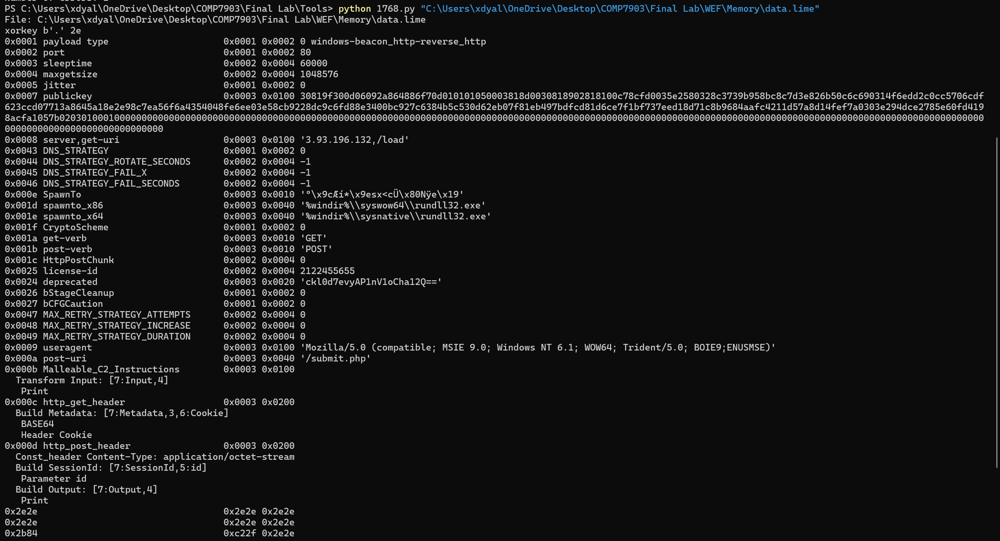 PS C:\Users\xdyal\OneDrive\Desktop\COMP7903\Final Lab\Tools> python 1768.py "C:\Users\xdyal\OneDrive\Desktop\COMP7903\Final Lab\WEF\Memory\data.lime"
File: C:\Users\xdyal\OneDrive\Desktop\COMP7903\Final Lab\WEF\Memory\data.lime
xorkey b'.' 2e
0x0001 payload type 0x0001 0x0002 0 windows-beacon_http-reverse_http
0x0002 port 0x0001 0x0002 80
0x0003 sleeptime 0x0002 0x0004 60000
0x0004 maxgetsize 0x0002 0x0004 1048576
0x0005 jitter 0x0001 0x0002 0
0x0007 publickey 0x0003 0x0100 30819f300d06092a864886f70d010101050003818d0030818902818100c78cfd0035e2580328c3739b958bc8c7d3e826b50c6c690314f6edd2c0cc5706cdf
623ccd07713a8645a18e2e98c7ea56f6a4354048fe6ee03e58cb9228dc9c6fd88e3400bc927c6384b5c530d62eb07f81eb497bdfcd81d6ce7f1bf737eed18d71c8b9684aafc4211d57a8d14fef7a0303e294dce2785e60fd419
8acfa1057b02030100010000000000000000000000000000000000000000000000000000000000000000000000000000000000000000000000000000000000000000000000000000000000000000000000000000000000000000000
00000000000000000000000000000
0x0008 server,get-uri 0x0003 0x0100 '3.93.196.132,/load'
0x0043 DNS_STRATEGY 0x0001 0x0002 0
0x0044 DNS_STRATEGY_ROTATE_SECONDS 0x0002 0x0004 -1
0x0045 DNS_STRATEGY_FAIL_X 0x0002 0x0004 -1
0x0046 DNS_STRATEGY_FAIL_SECONDS 0x0002 0x0004 -1
0x000e SpawnTo 0x0003 0x0010 '°\x9cÆí*\x9esx<cÜ\x80Nÿe\x19'
0x001d spawnto_x86 0x0003 0x0040 '%windir%\\syswow64\\rundll32.exe'
0x001e spawnto_x64 0x0003 0x0040 '%windir%\\sysnative\\rundll32.exe'
0x001f CryptoScheme 0x0001 0x0002 0
0x001a get-verb 0x0003 0x0010 'GET'
0x001b post-verb 0x0003 0x0010 'POST'
0x001c HttpPostChunk 0x0002 0x0004 0
0x0025 license-id 0x0002 0x0004 2122455655
0x0024 deprecated 0x0003 0x0020 'ckl0d7evyAP1nV1oCha12Q=='
0x0026 bStageCleanup 0x0001 0x0002 0
0x0027 bCFGCaution 0x0001 0x0002 0
0x0047 MAX_RETRY_STRATEGY_ATTEMPTS 0x0002 0x0004 0
0x0048 MAX_RETRY_STRATEGY_INCREASE 0x0002 0x0004 0
0x0049 MAX_RETRY_STRATEGY_DURATION 0x0002 0x0004 0
0x0009 useragent 0x0003 0x0100 'Mozilla/5.0 (compatible; MSIE 9.0; Windows NT 6.1; WOW64; Trident/5.0; BOIE9;ENUSMSE)'
0x000a post-uri 0x0003 0x0040 '/submit.php'
0x000b Malleable_C2_Instructions 0x0003 0x0100
Transform Input: [7:Input,4]
Print
0x000c http_get_header 0x0003 0x0200
Build Metadata: [7:Metadata,3,6:Cookie]
BASE64
Header Cookie
0x000d http_post_header 0x0003 0x0200
Const_header Content-Type: application/octet-stream
Build SessionId: [7:SessionId,5:id]
Parameter id
Build Output: [7:Output,4]
Print
0x2e2e 0x2e2e 0x2e2e
0x2e2e 0x2e2e 0x2e2e
0x2b84 0xc22f 0x2e2e